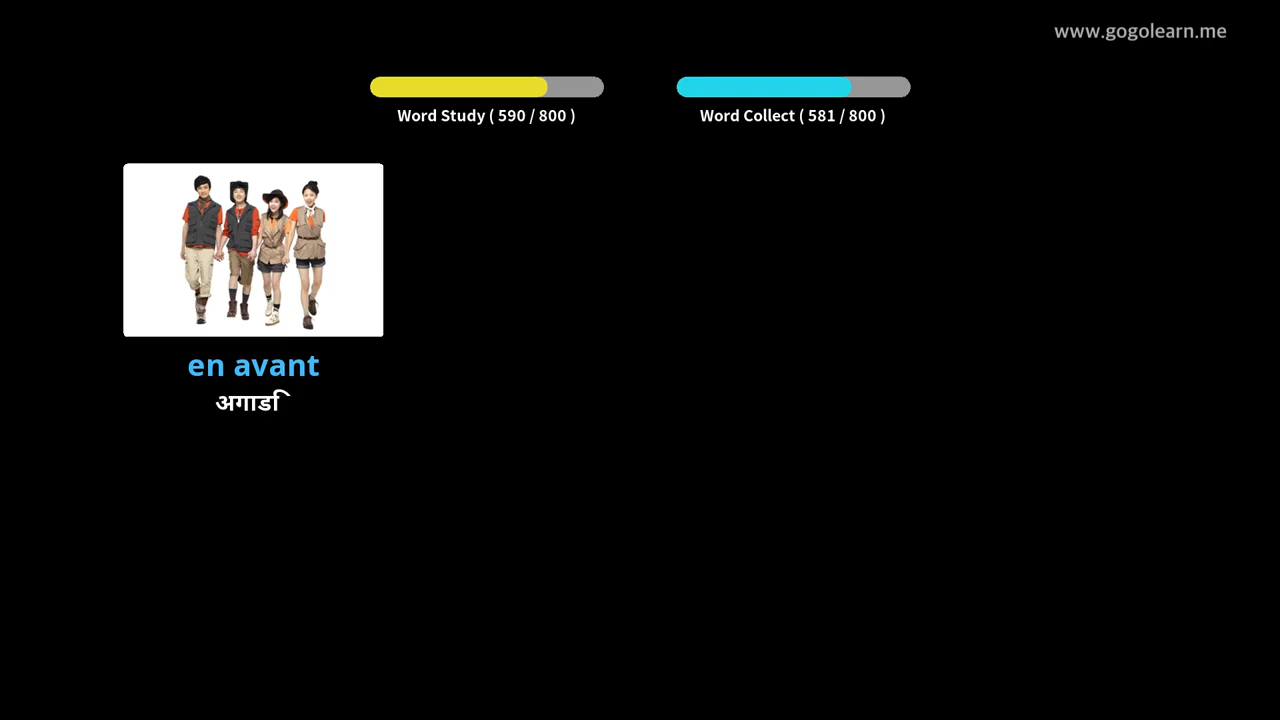 www.gogolearn.me
Word Study ( 590 / 800 )
Word Collect ( 581 / 800 )
en avant
अगाडि